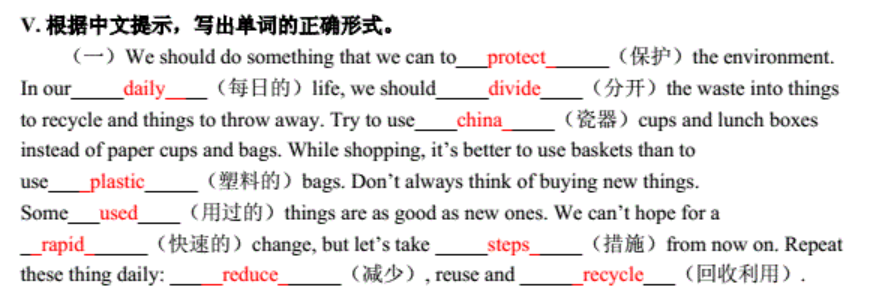 V. 根据中文提示，写出单词的正确形式。
（一）We should do something that we can to___protect______（保护）the environment.
In our_____daily____（每日的）life, we should_____divide____（分开）the waste into things
to recycle and things to throw away. Try to use____china_____（瓷器）cups and lunch boxes
instead of paper cups and bags. While shopping, it's better to use baskets than to
use____plastic_____（塑料的）bags. Don't always think of buying new things.
Some___used____（用过的）things are as good as new ones. We can't hope for a
__rapid______（快速的）change, but let's take _____steps_____（措施）from now on. Repeat
these thing daily: _____reduce______（减少）, reuse and ______recycle___（回收利用）.